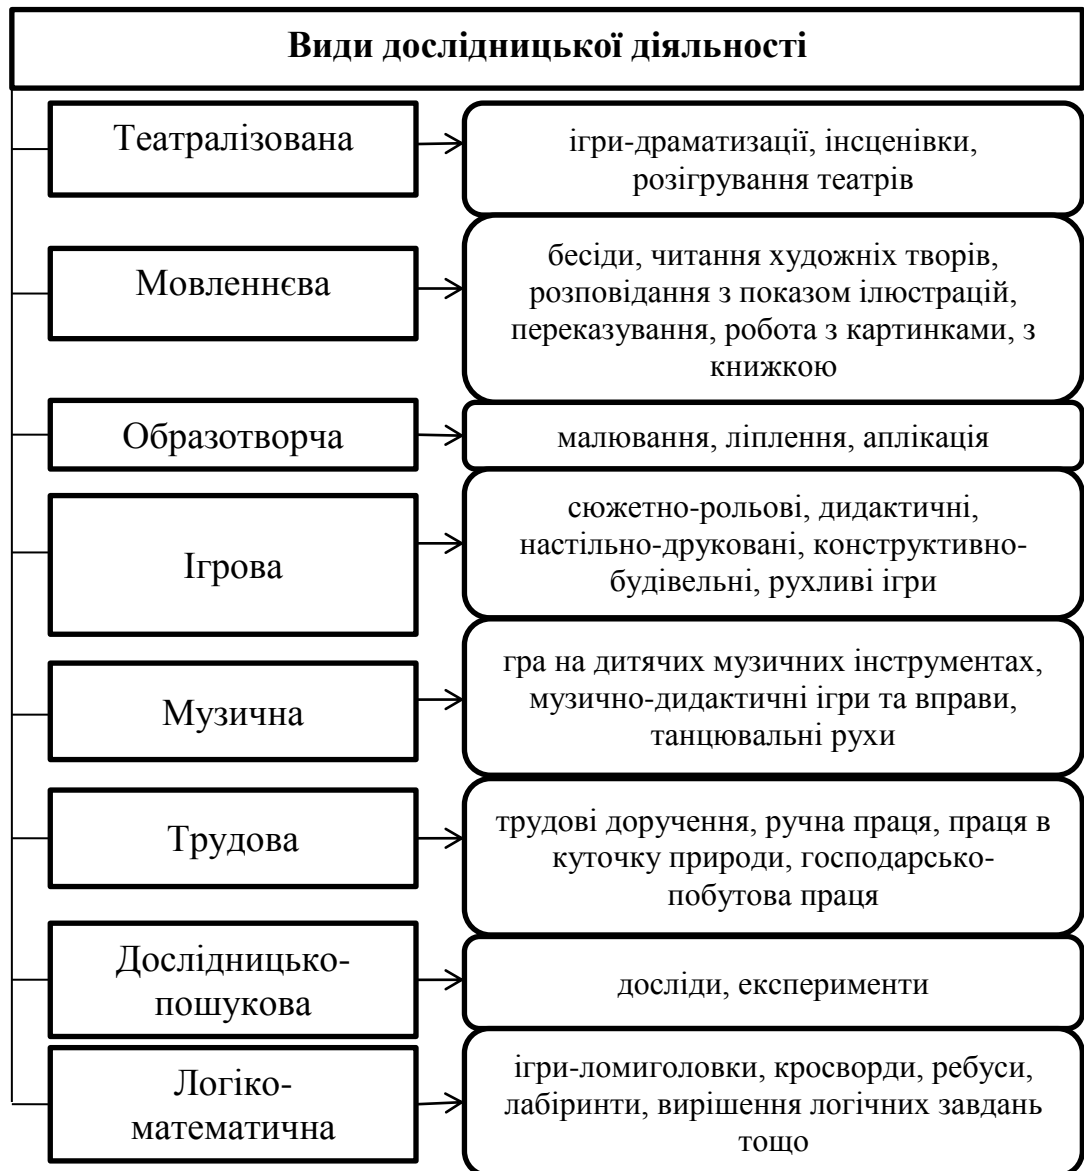 Види дослідницької діяльності
Театралізована
ігри-драматизації, інсценівки,
розігрування театрів
Мовленнєва
бесіди, читання художніх творів,
розповідання з показом ілюстрацій,
переказування, робота з картинками, з
книжкою
Образотворча
малювання, ліплення, аплікація
Ігрова
сюжетно-рольові, дидактичні,
настільно-друковані, конструктивно-
будівельні, рухливі ігри
Музична
гра на дитячих музичних інструментах,
музично-дидактичні ігри та вправи,
танцювальні рухи
Трудова
трудові доручення, ручна праця, праця в
куточку природи, господарсько-
побутова праця
Дослідницько-
пошукова
досліди, експерименти
Логіко-
математична
ігри-ломиголовки, кросворди, ребуси,
лабіринти, вирішення логічних завдань
тощо